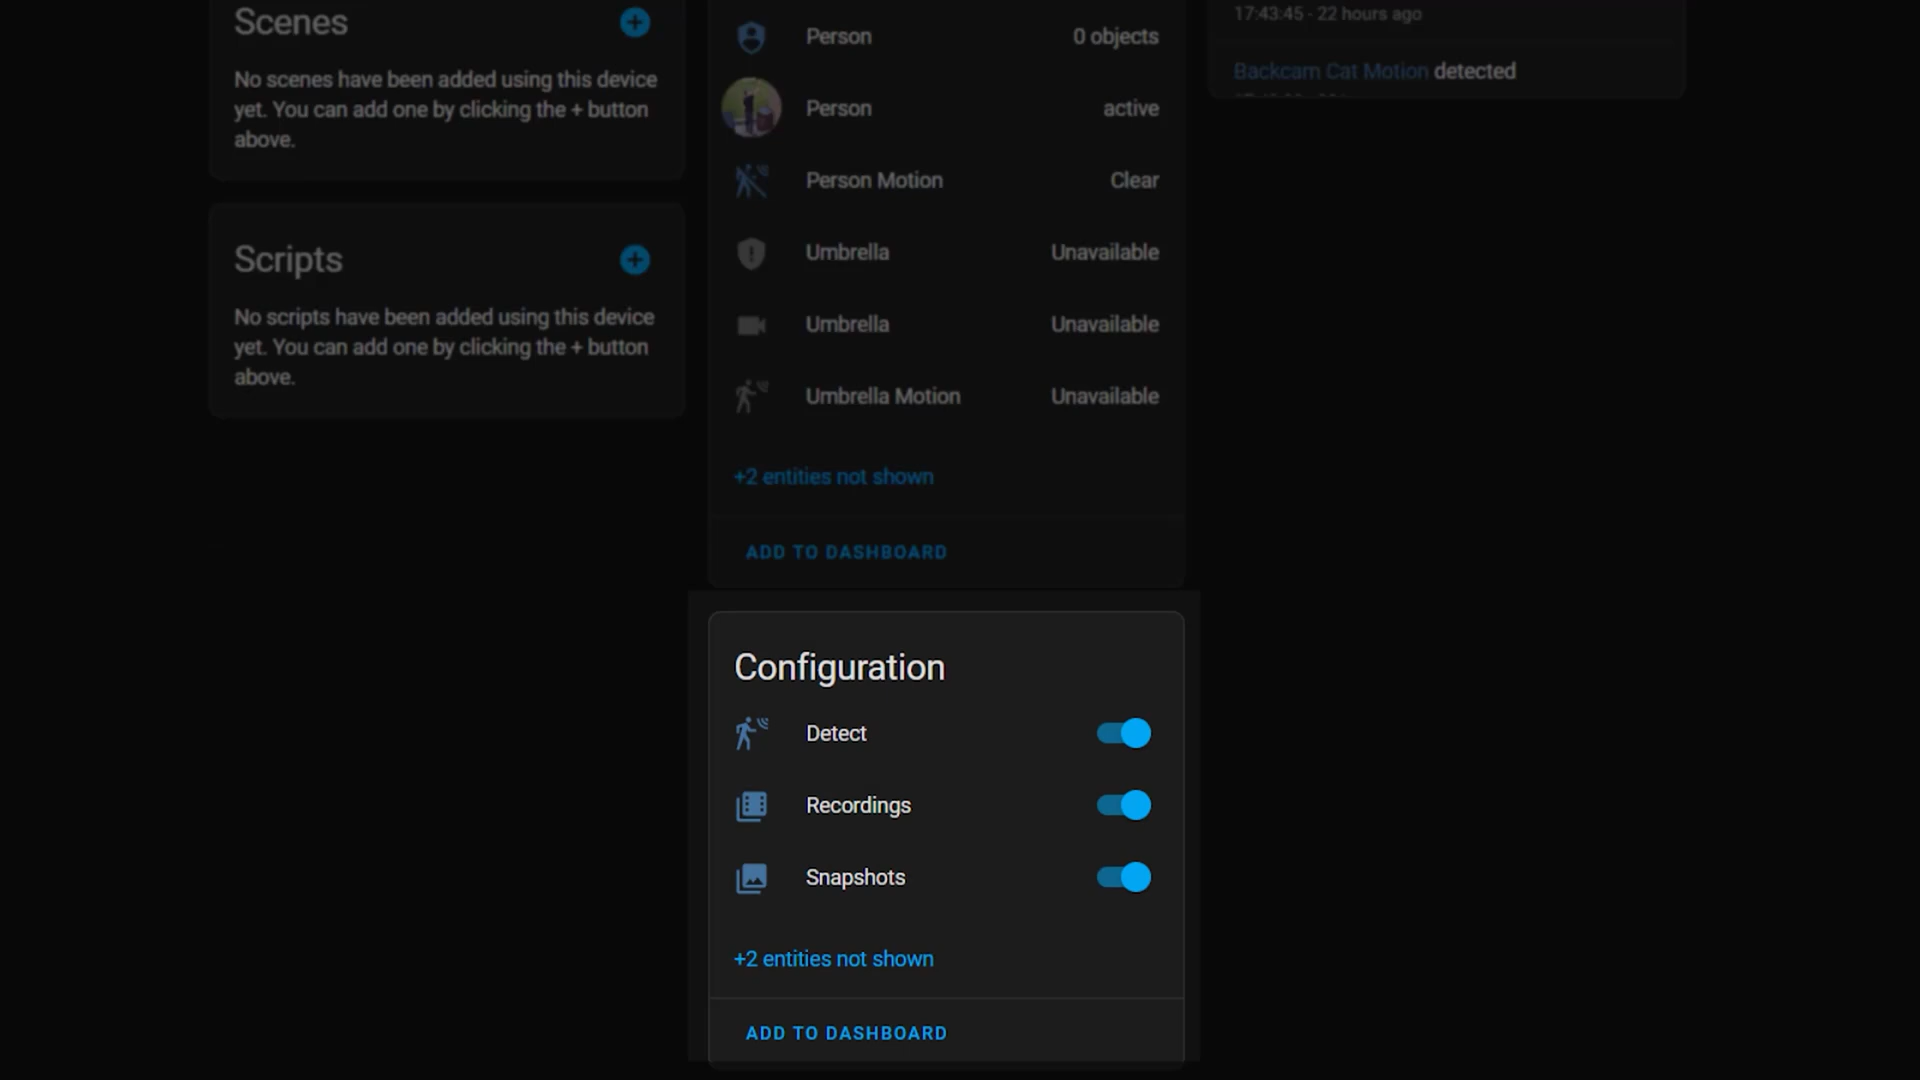 Scenes
No scenes have been added using this device
yet. You can add one by clicking the + button
above.
Scripts
No scripts have been added using this device
yet. You can add one by clicking the + button
above.
Person 0 objects
Person active
Person Motion Clear
Umbrella Unavailable
Umbrella Unavailable
Umbrella Motion Unavailable
+2 entities not shown
ADD TO DASHBOARD
Configuration
Detect
Recordings
Snapshots
+2 entities not shown
ADD TO DASHBOARD
17:43:45 - 22 hours ago
Backcam Cat Motion detected